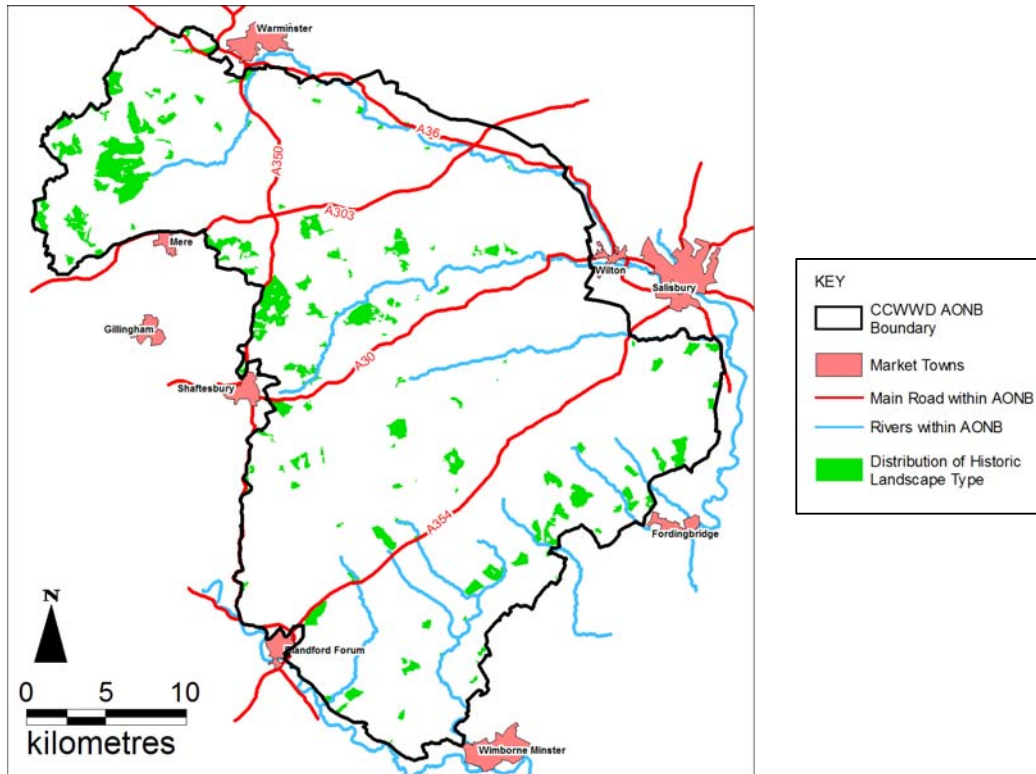 Warminster
A36
A350
A303
Mere
Wilton
Salisbury
Gillingham
A30
Shaftesbury
A354
Fordingbridge
N
Blandford Forum
0 5 10
kilometres
Wimborne Minster
KEY
CCWWD AONB
Boundary
Market Towns
Main Road within AONB
Rivers within AONB
Distribution of Historic
Landscape Type